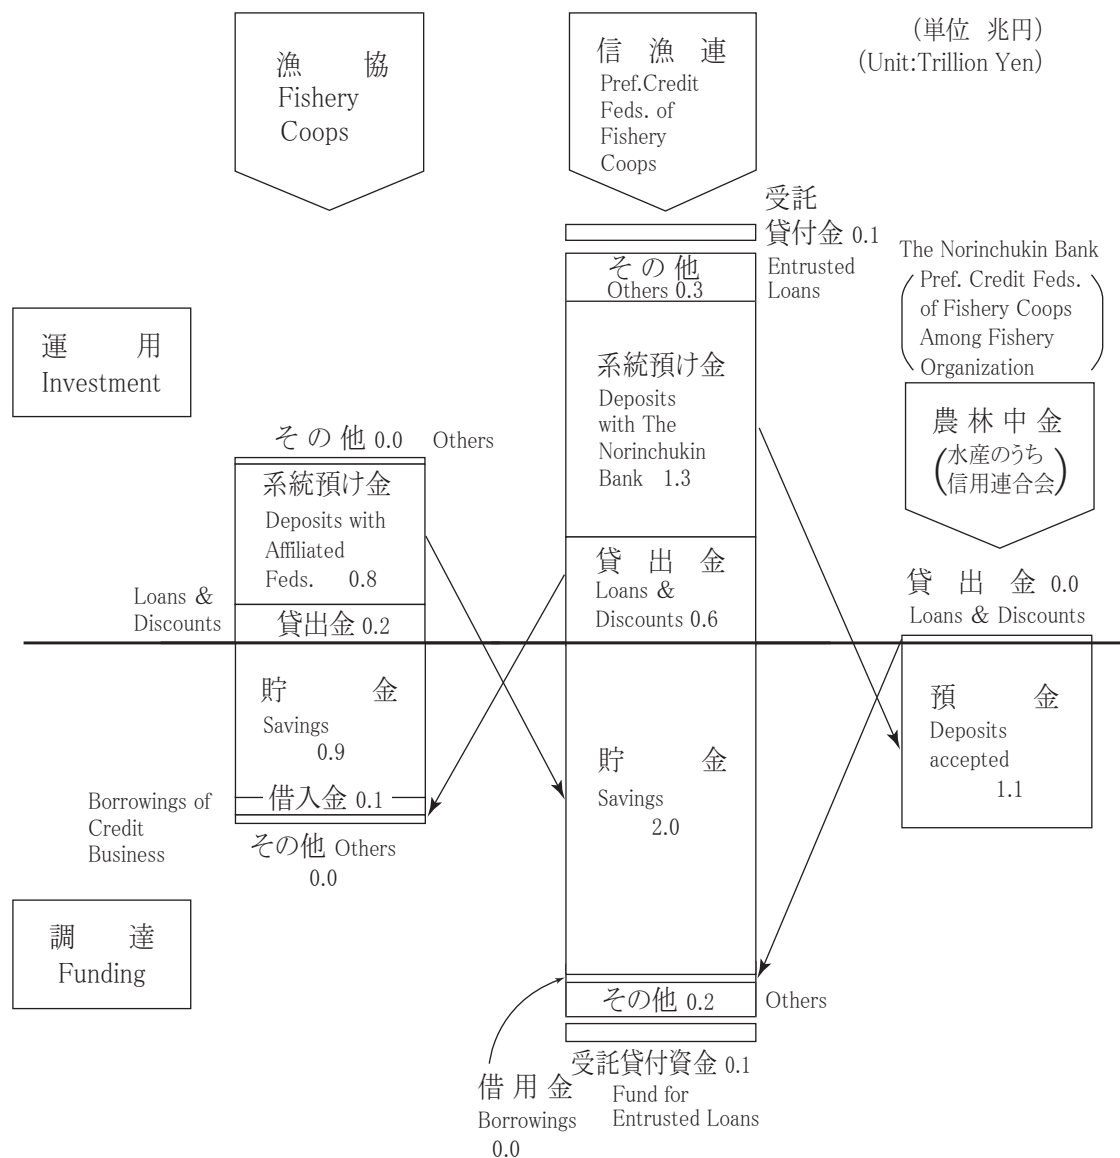 漁 協
Fishery
Coops
信 漁 連
Pref.Credit
Feds. of
Fishery
Coops
(単位 兆円)
(Unit:Trillion Yen)
受託
貸付金 0.1
Entrusted
Loans
The Norinchukin Bank
(Pref. Credit Feds.
of Fishery Coops
Among Fishery
Organization)
農 林 中 金
(水産のうち
信用連合会)
運 用
Investment
その他 0.0 Others
系統預け金
Deposits with
Affiliated
Feds. 0.8
Loans &
Discounts
貸出金 0.2
その他
Others 0.3
系統預け金
Deposits
with The
Norinchukin
Bank 1.3
貸 出 金
Loans &
Discounts 0.6
貸 出 金 0.0
Loans & Discounts
貯 金
Savings
0.9
借入金 0.1
Borrowings of
Credit
Business
その他 Others
0.0
貯 金
Savings
2.0
預 金
Deposits
accepted
1.1
調 達
Funding
その他 0.2 Others
受託貸付資金 0.1
Fund for
Entrusted Loans
借 用 金
Borrowings
0.0